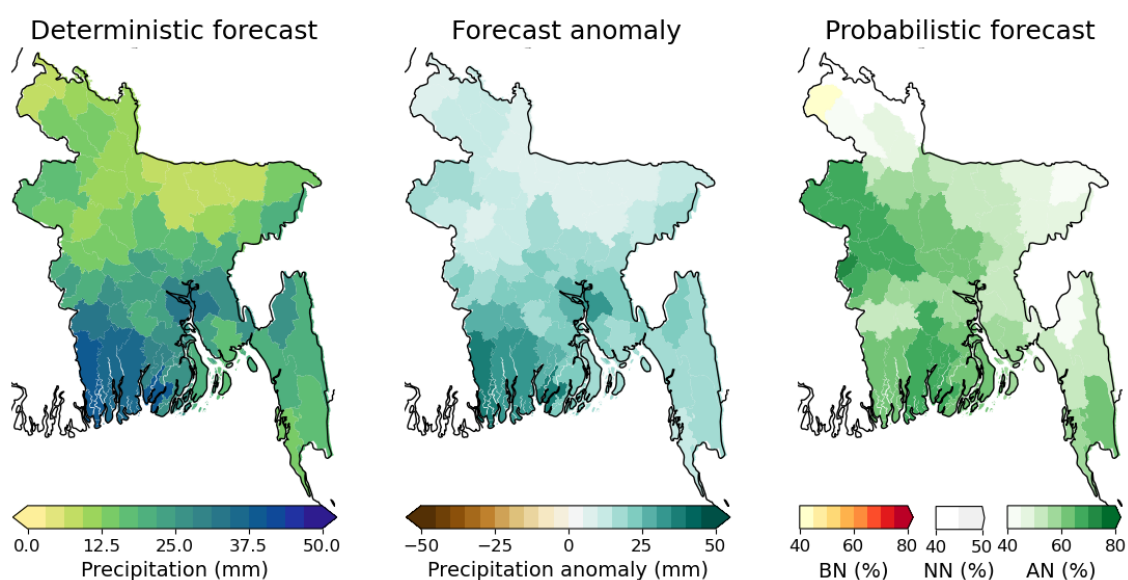 Deterministic forecast
Forecast anomaly
Probabilistic forecast
0.0 12.5 25.0 37.5 50.0
Precipitation (mm)
−50 −25 0 25 50
Precipitation anomaly (mm)
40 60 80
BN (%)
40 50
NN (%)
40 60 80
AN (%)